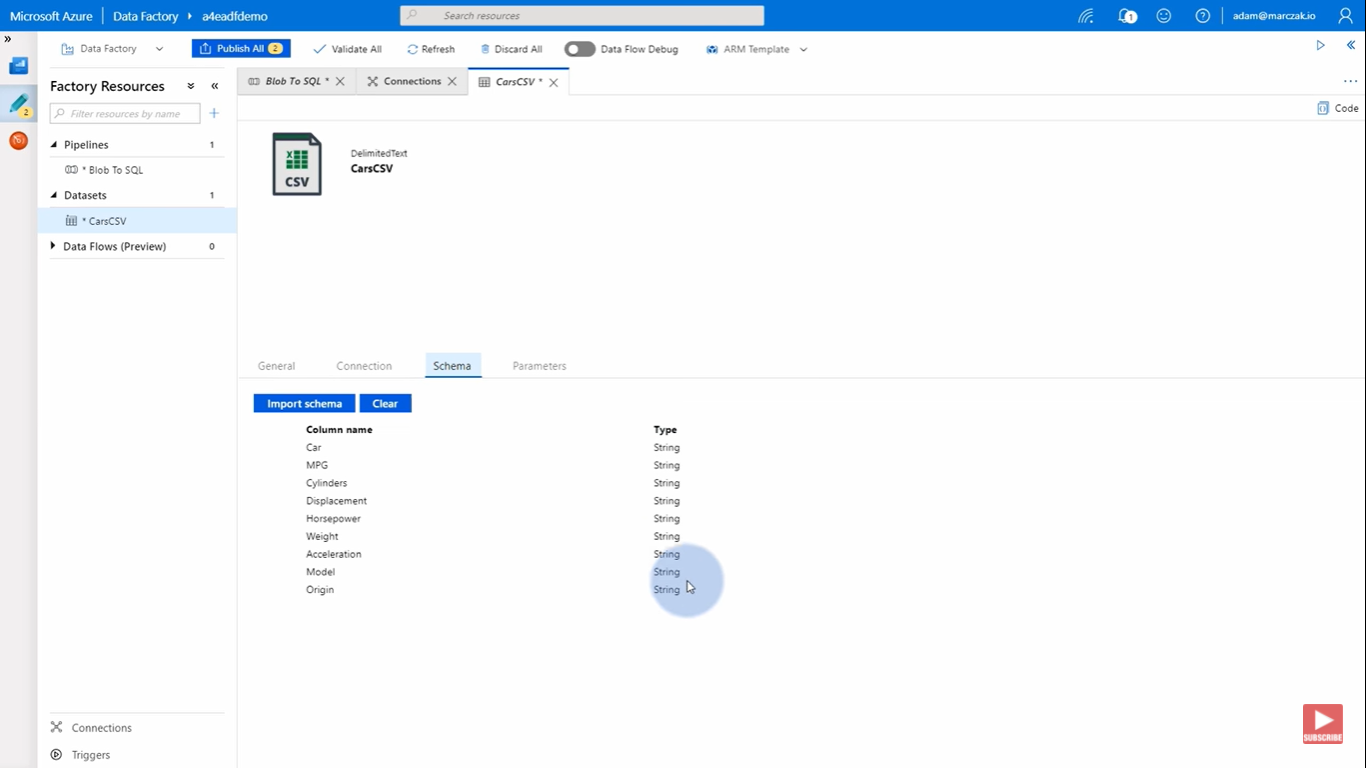 Microsoft Azure Data Factory a4eadfdemo Search resources 1 adam@marczak.io
» Data Factory Publish All 2 Validate All Refresh Discard All Data Flow Debug ARM Template «
Factory Resources « Blob To SQL * Connections CarsCSV * ...
2
Filter resources by name + Code
Pipelines 1
* Blob To SQL
Datasets 1
* CarsCSV
Data Flows (Preview) 0
CSV
DelimitedText
CarsCSV
General Connection Schema Parameters
Import schema Clear
Column name Type
Car String
MPG String
Cylinders String
Displacement String
Horsepower String
Weight String
Acceleration String
Model String
Origin String
Connections
Triggers
SUBSCRIBE